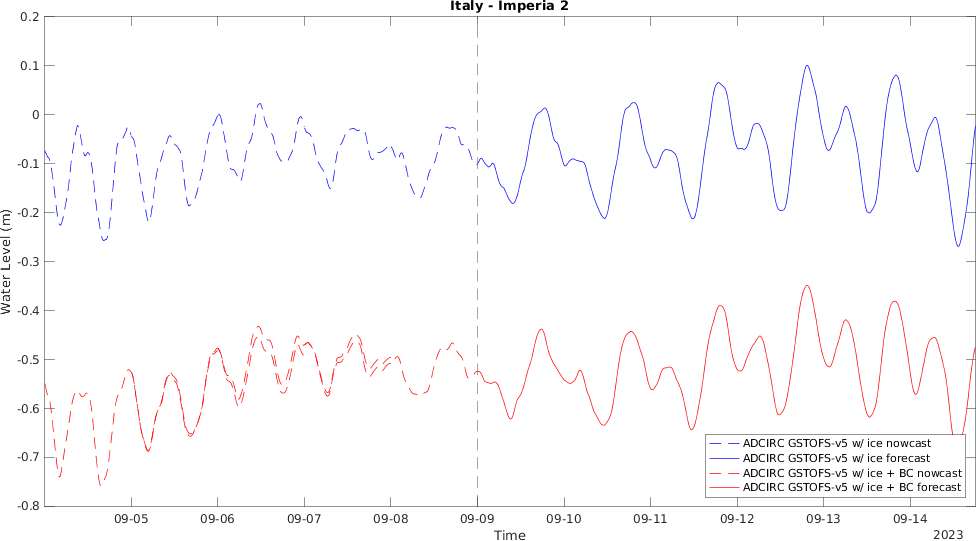 Italy - Imperia 2
0.2
0.1
0
-0.1
-0.2
-0.3
-0.4
-0.5
-0.6
-0.7
-0.8
Water Level (m)
09-05 09-06 09-07 09-08 09-09 09-10 09-11 09-12 09-13 09-14
Time
2023
ADCIRC GSTOFS-v5 w/ ice nowcast
ADCIRC GSTOFS-v5 w/ ice forecast
ADCIRC GSTOFS-v5 w/ ice + BC nowcast
ADCIRC GSTOFS-v5 w/ ice + BC forecast